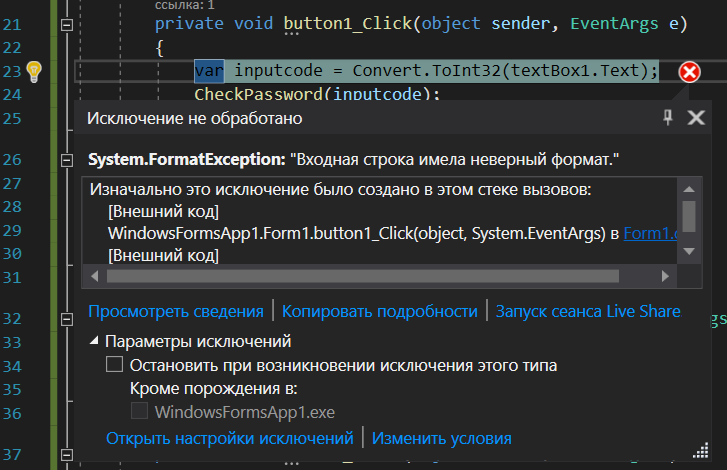 ссылка: 1
21 private void button1_Click(object sender, EventArgs e)
22 {
23 var inputcode = Convert.ToInt32(textBox1.Text);
24 CheckPassword(inputcode);
25
Исключение не обработано
26
System.FormatException: "Входная строка имела неверный формат."
27
Изначально это исключение было создано в этом стеке вызовов:
28 [Внешний код]
29 WindowsFormsApp1.Form1.button1_Click(object, System.EventArgs) в Form1.
30 [Внешний код]
31
32 Просмотреть сведения Копировать подробности Запуск сеанса Live Share
33 Параметры исключений
34 Остановить при возникновении исключения этого типа
35 Кроме порождения в:
36 WindowsFormsApp1.exe
Открыть настройки исключений Изменить условия
37